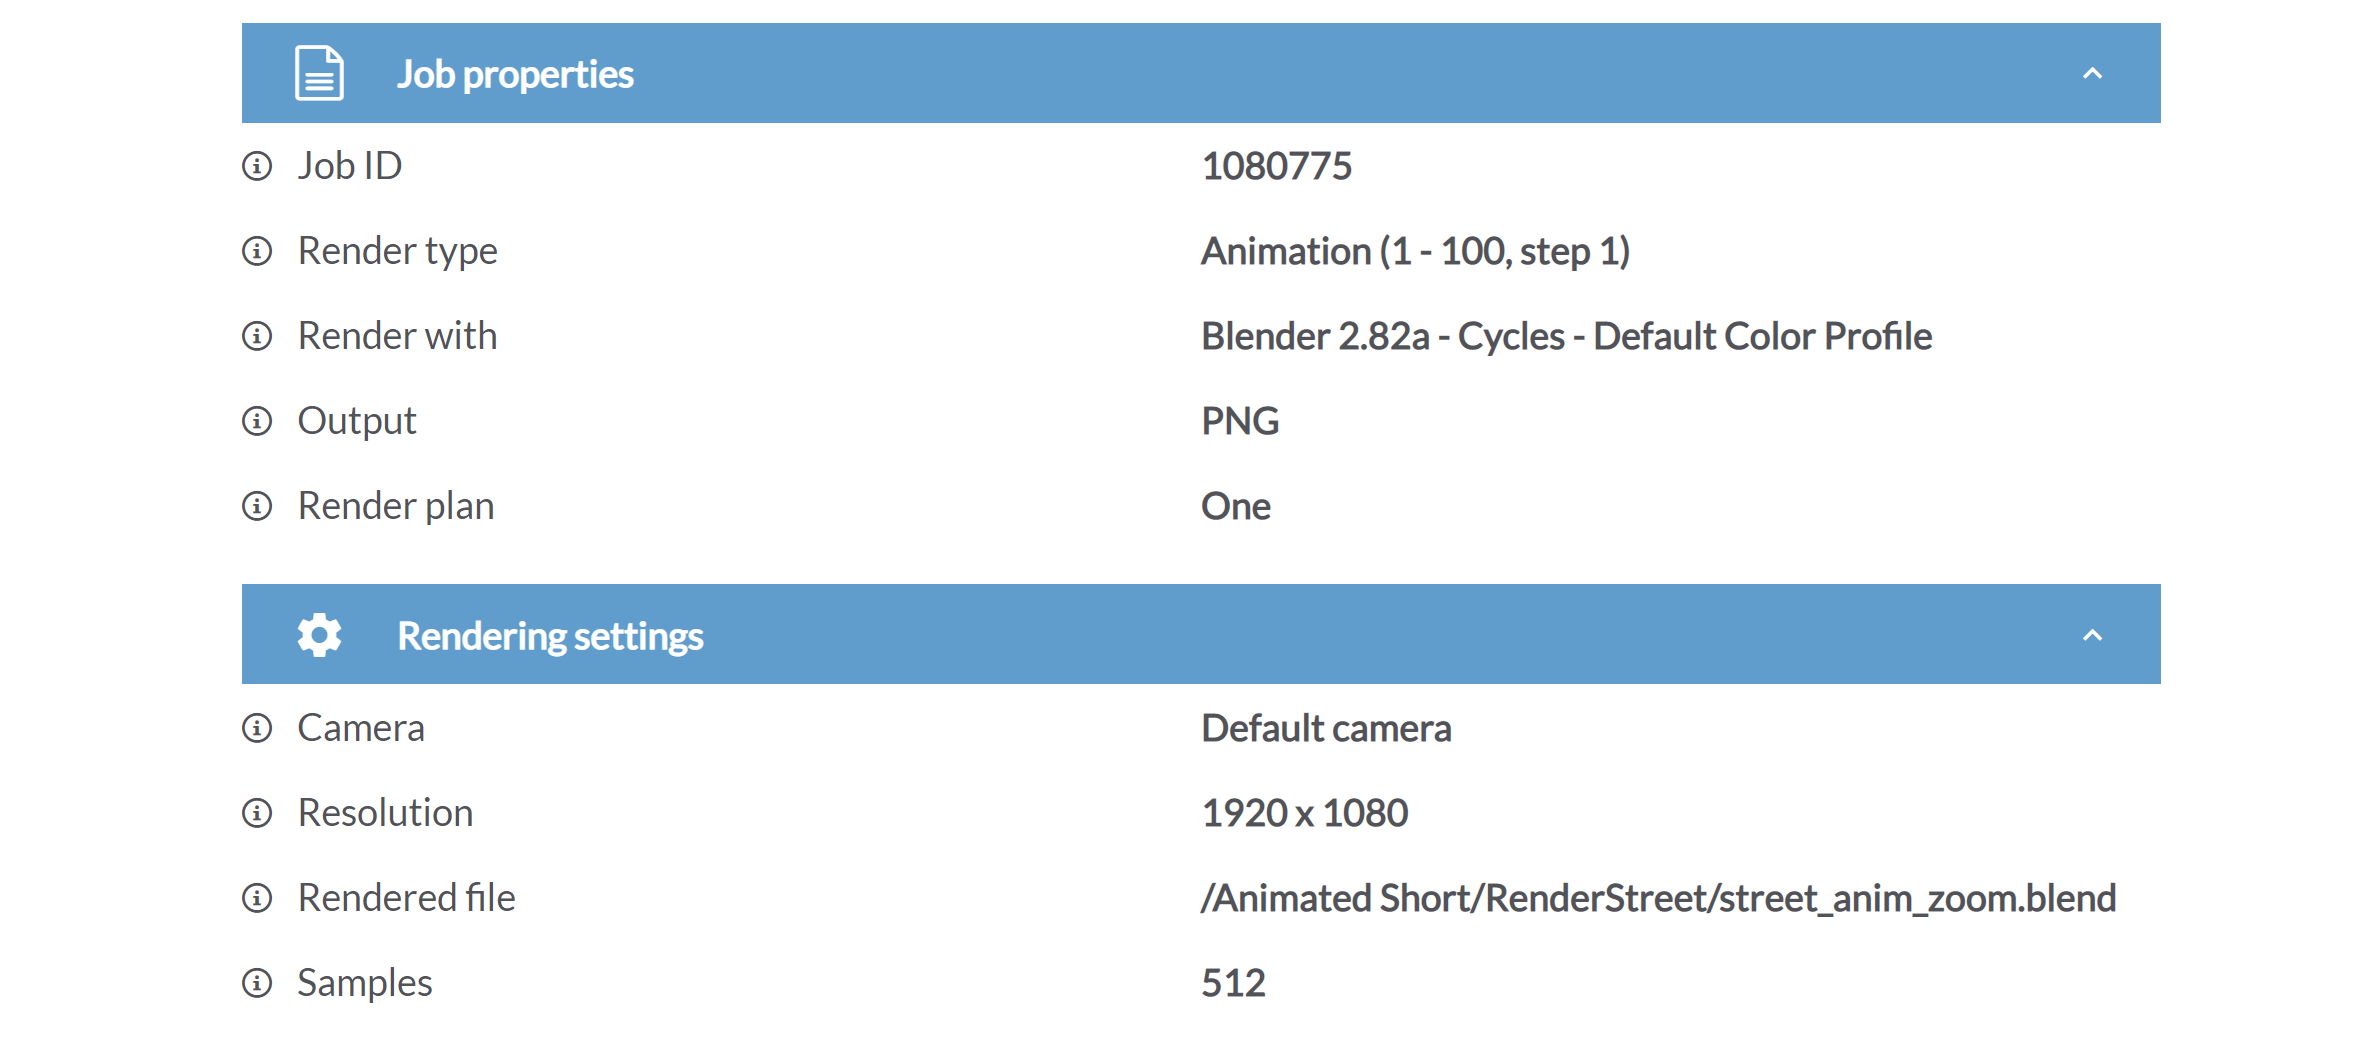 Job properties
Job ID 1080775
Render type Animation (1 - 100, step 1)
Render with Blender 2.82a - Cycles - Default Color Profile
Output PNG
Render plan One
Rendering settings
Camera Default camera
Resolution 1920 x 1080
Rendered file /Animated Short/RenderStreet/street_anim_zoom.blend
Samples 512